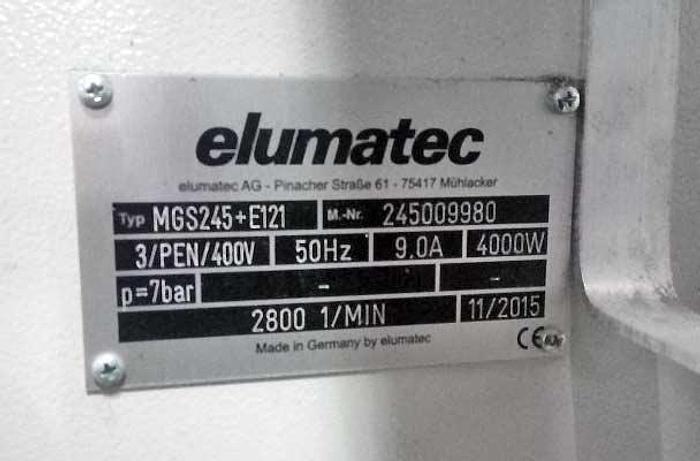 elumatec
elumatec AG - Pinacher Straße 61 - 75417 Mühlacker
Typ MGS245+E121 M.-Nr. 245009980
3/PEN/400V 50Hz 9.0A 4000W
p=7bar - -
2800 1/MIN 11/2015
Made in Germany by elumatec CE